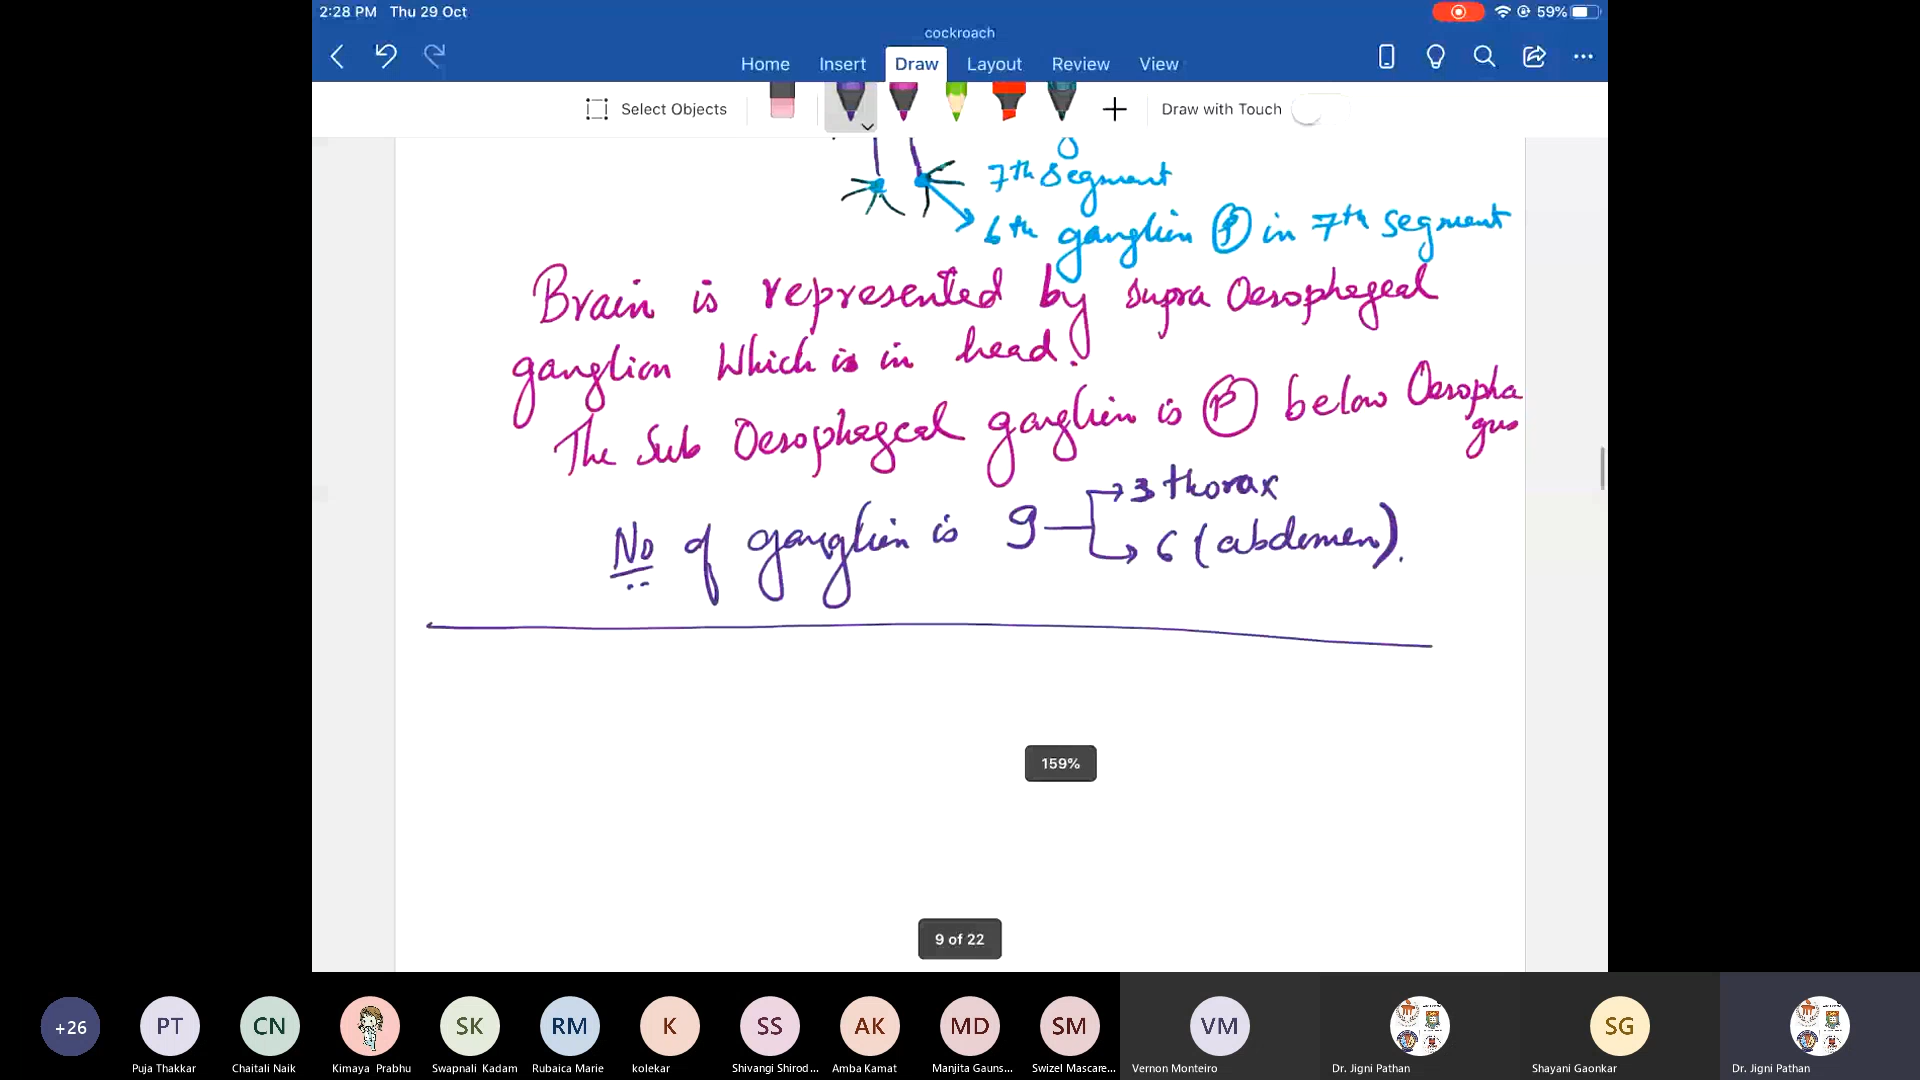 2:28 PM Thu 29 Oct
59%
cockroach
Home Insert Draw Layout Review View
Select Objects
Draw with Touch
7th Segment
6th ganglion (P) in 7th segment
Brain is represented by supra Oesophageal
ganglion Which is in head.
The Sub Oesophageal ganglion is (P) below Oesopha
gus
3 thorax
No of ganglion is 9
6 (abdomen).
159%
9 of 22
+26 PT CN SK RM K SS AK MD SM VM SG
Puja Thakkar Chaitali Naik Kimaya Prabhu Swapnali Kadam Rubaica Marie kolekar Shivangi Shirod... Amba Kamat Manjita Gauns... Swizel Mascare... Vernon Monteiro Dr. Jigni Pathan Shayani Gaonkar Dr. Jigni Pathan